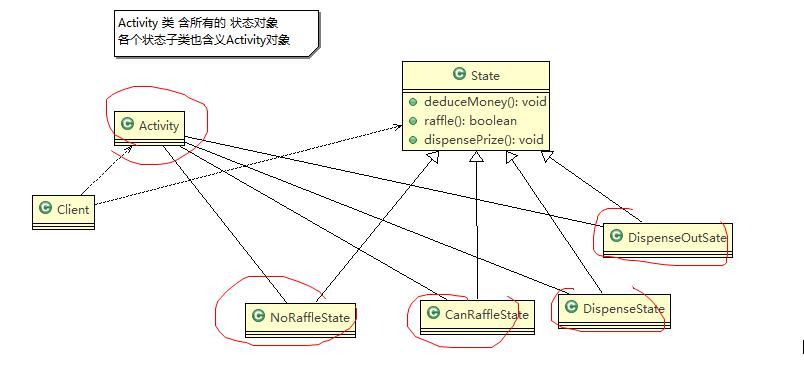 Activity 类 含所有的 状态对象
各个状态子类也含义Activity对象
State
deduceMoney(): void
raffle(): boolean
dispensePrize(): void
Activity
Client
DispenseOutSate
NoRaffleState
CanRaffleState
DispenseState